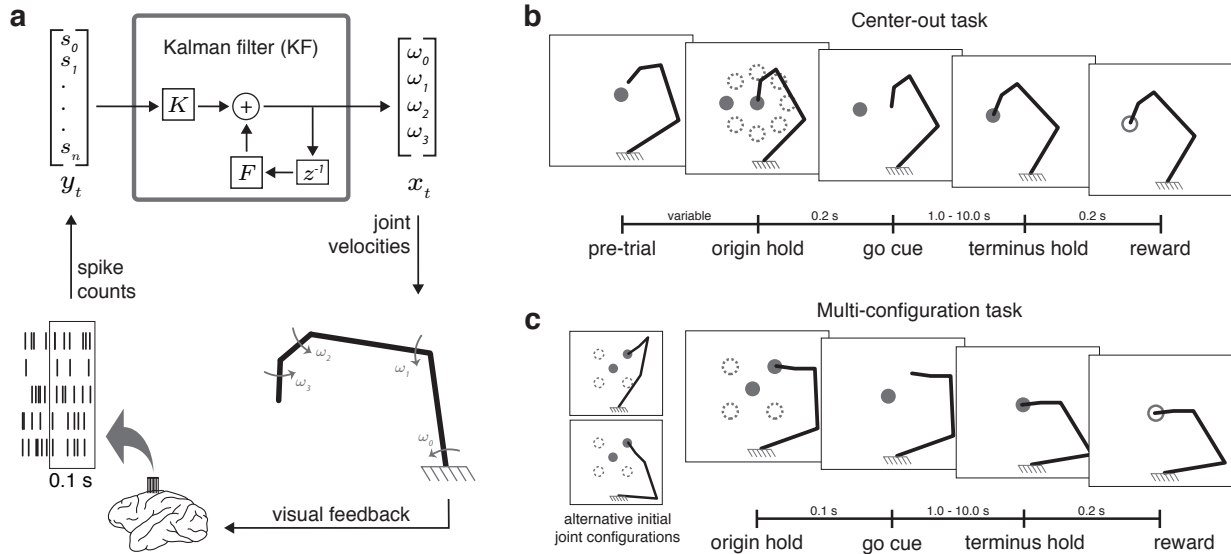 a
s₀
s₁
.
.
.
.
sₙ
yₜ
Kalman filter (KF)
K
+
F
z⁻¹
ω₀
ω₁
ω₂
ω₃
xₜ
joint
velocities
spike
counts
0.1 s
ω₂
ω₁
ω₃
ω₀
visual feedback
b
Center-out task
variable
0.2 s
1.0 - 10.0 s
0.2 s
pre-trial
origin hold
go cue
terminus hold
reward
c
Multi-configuration task
alternative initial
joint configurations
0.1 s
1.0 - 10.0 s
0.2 s
origin hold
go cue
terminus hold
reward